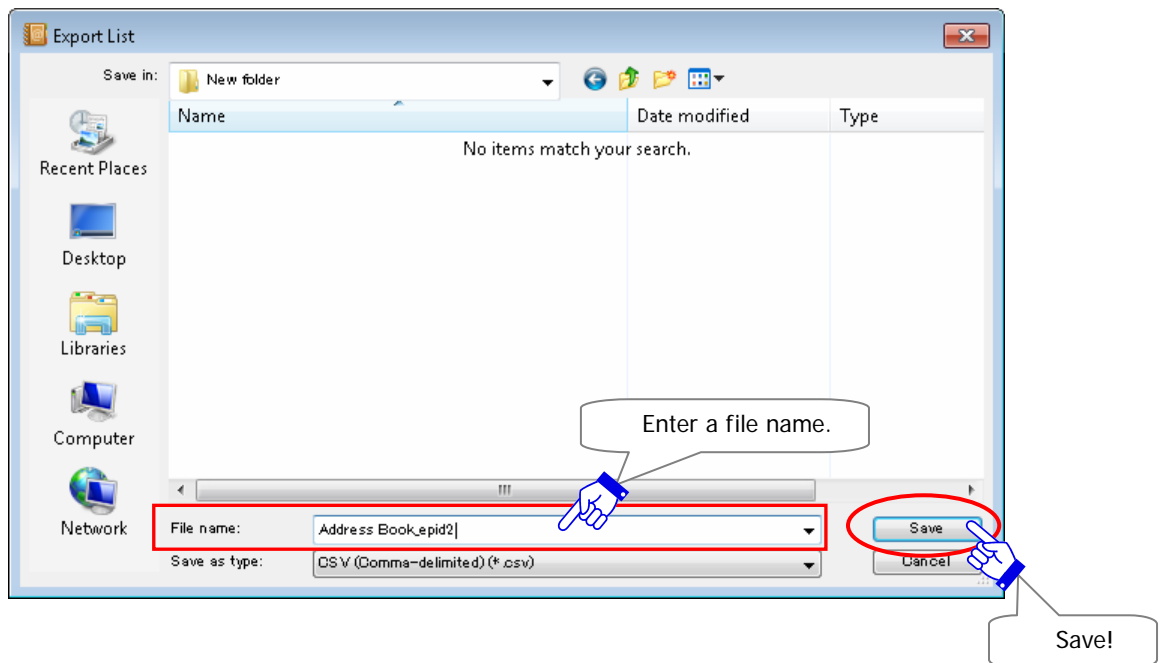 Export List
Save in:
New folder
Name Date modified Type
No items match your search.
Recent Places
Desktop
Libraries
Computer
Network
Enter a file name.
File name: Address Book_epid2 Save
Save as type: CSV (Comma-delimited) (*.csv) Cancel
Save!